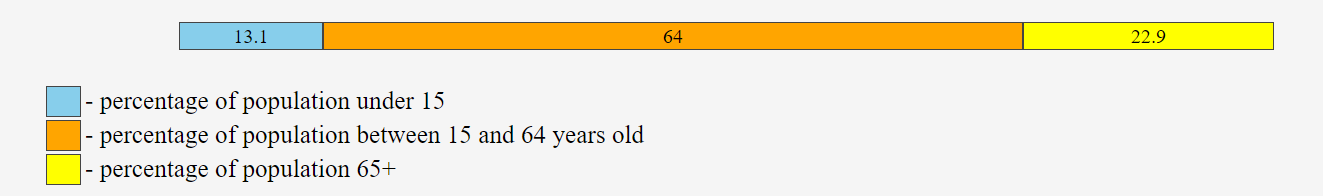 13.1 64 22.9
- percentage of population under 15
- percentage of population between 15 and 64 years old
- percentage of population 65+